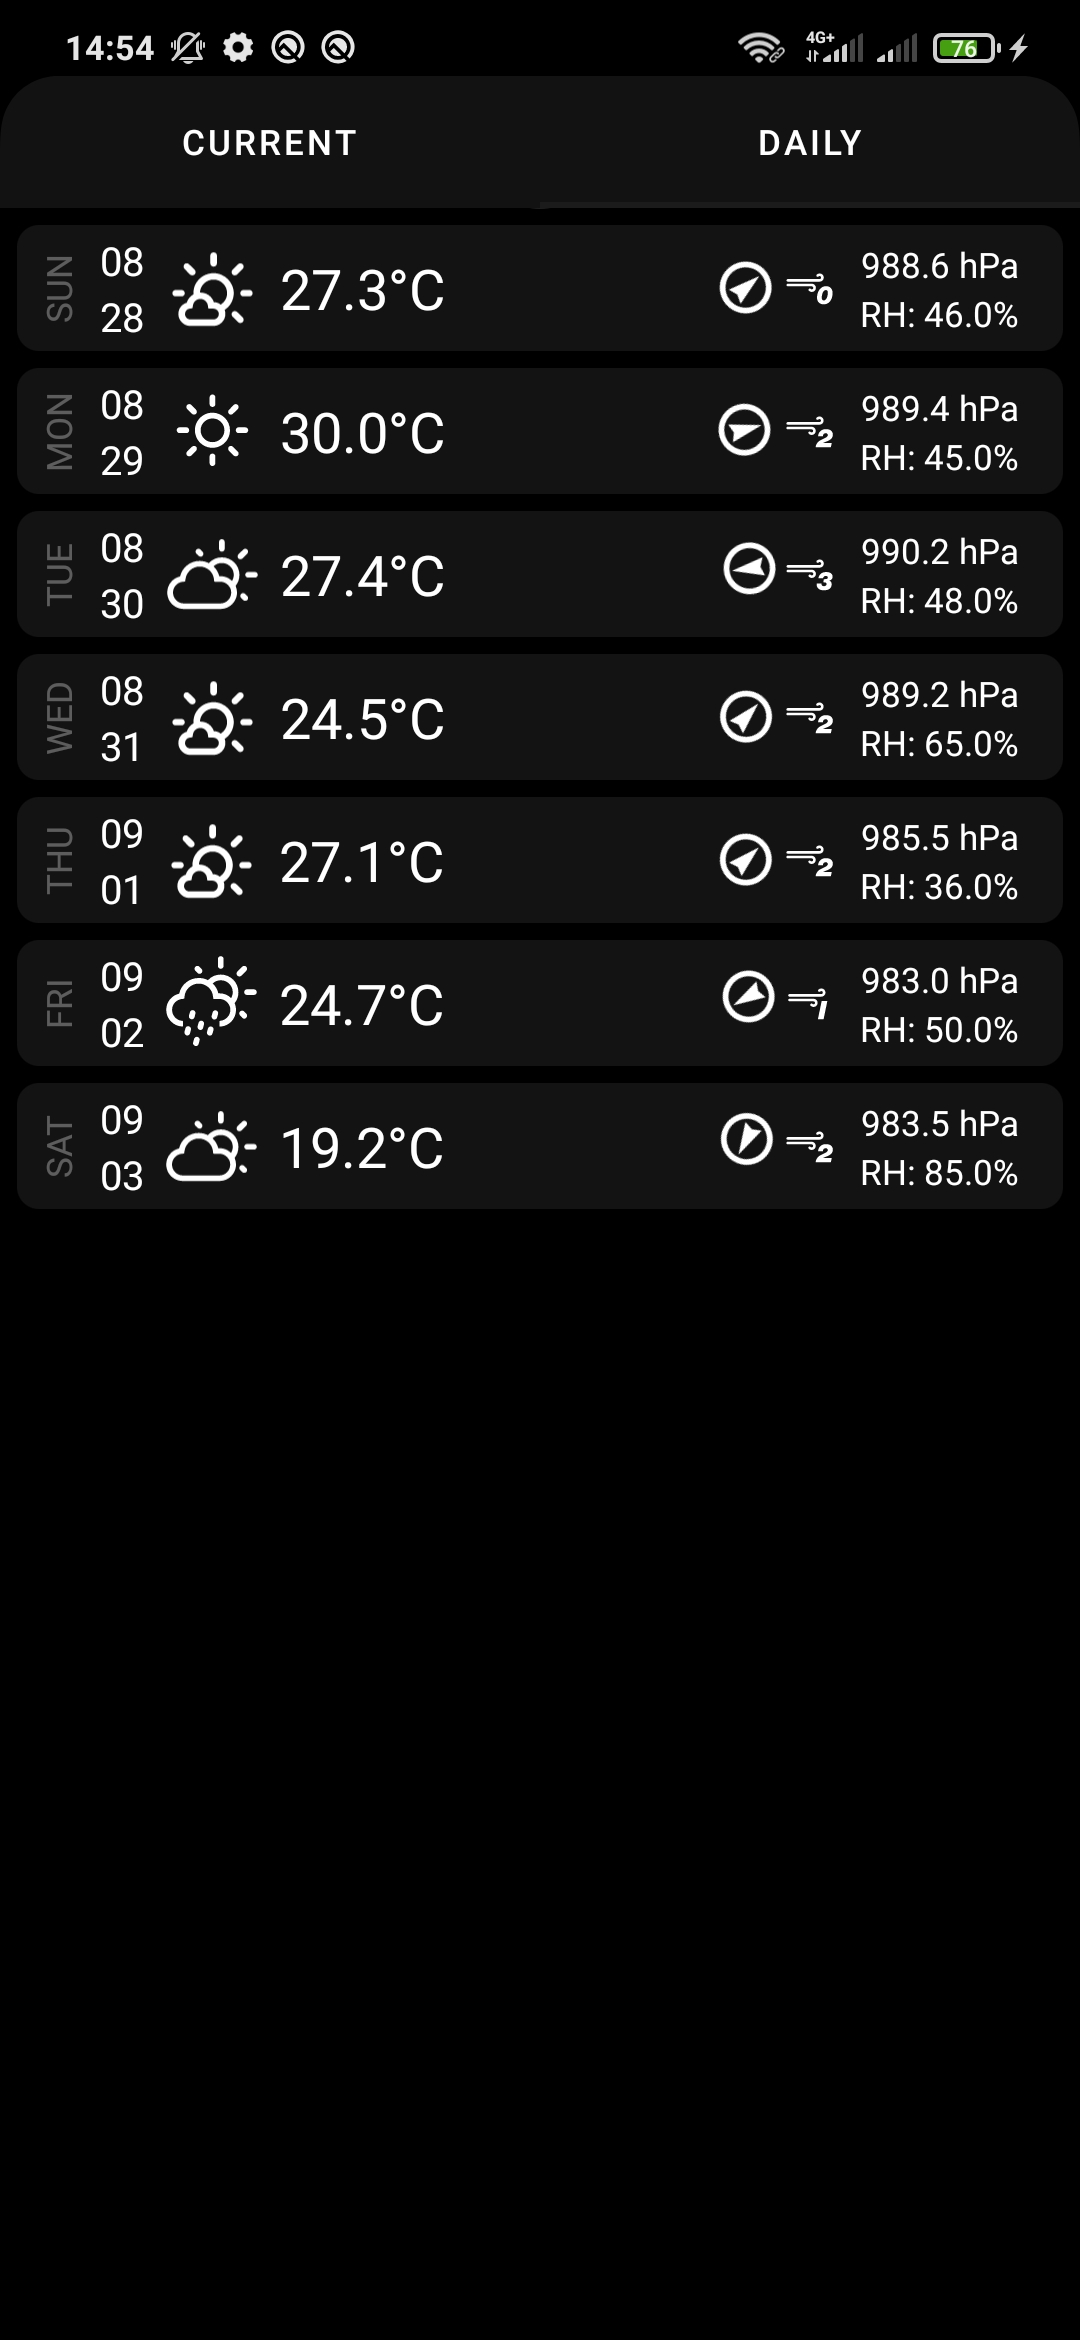 14:54 4G+ 76
CURRENT DAILY
SUN 08 28 27.3°C 0 988.6 hPa
RH: 46.0%
MON 08 29 30.0°C 2 989.4 hPa
RH: 45.0%
TUE 08 30 27.4°C 3 990.2 hPa
RH: 48.0%
WED 08 31 24.5°C 2 989.2 hPa
RH: 65.0%
THU 09 01 27.1°C 2 985.5 hPa
RH: 36.0%
FRI 09 02 24.7°C 1 983.0 hPa
RH: 50.0%
SAT 09 03 19.2°C 2 983.5 hPa
RH: 85.0%